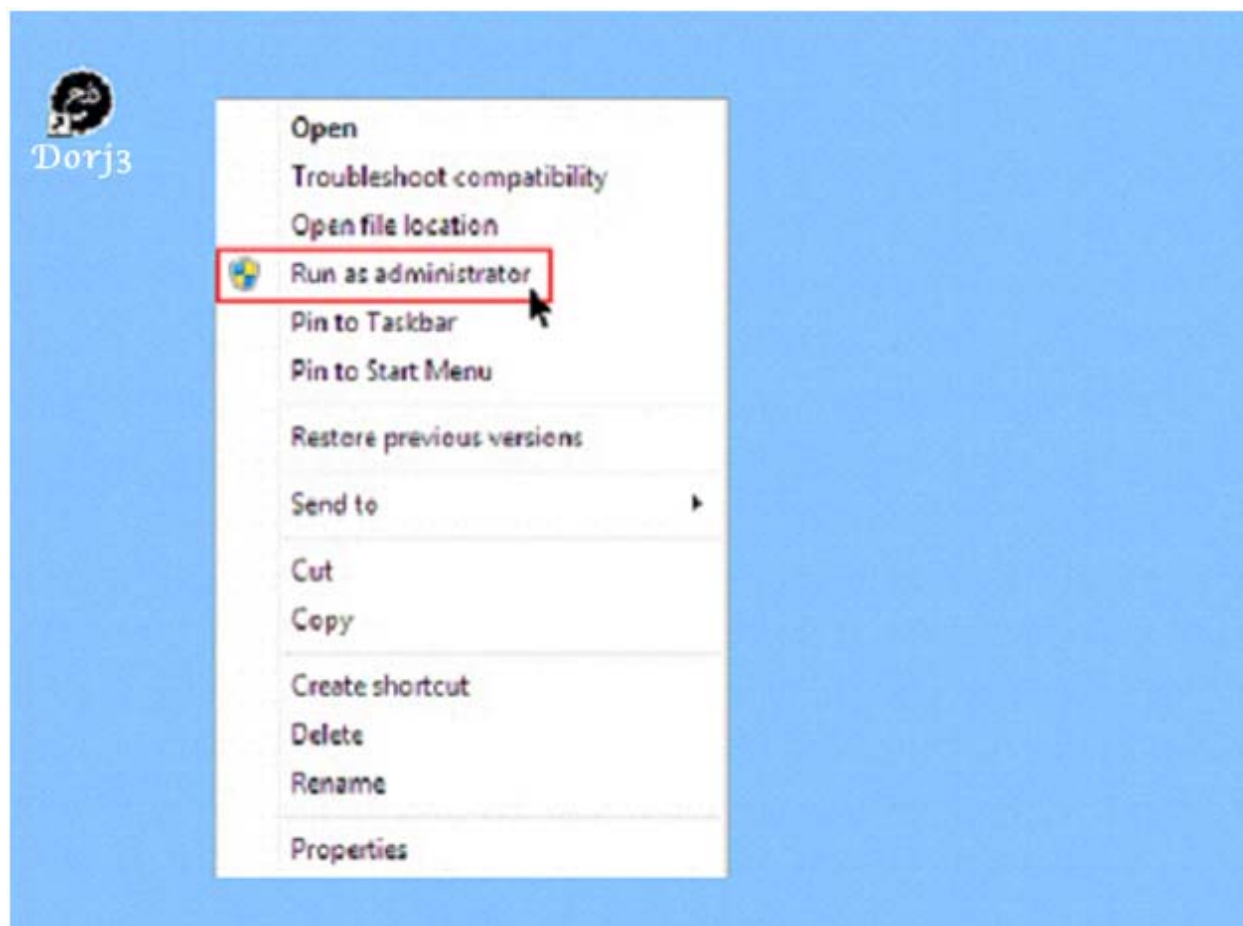 Dorj3
Open
Troubleshoot compatibility
Open file location
Run as administrator
Pin to Taskbar
Pin to Start Menu
Restore previous versions
Send to
Cut
Copy
Create shortcut
Delete
Rename
Properties